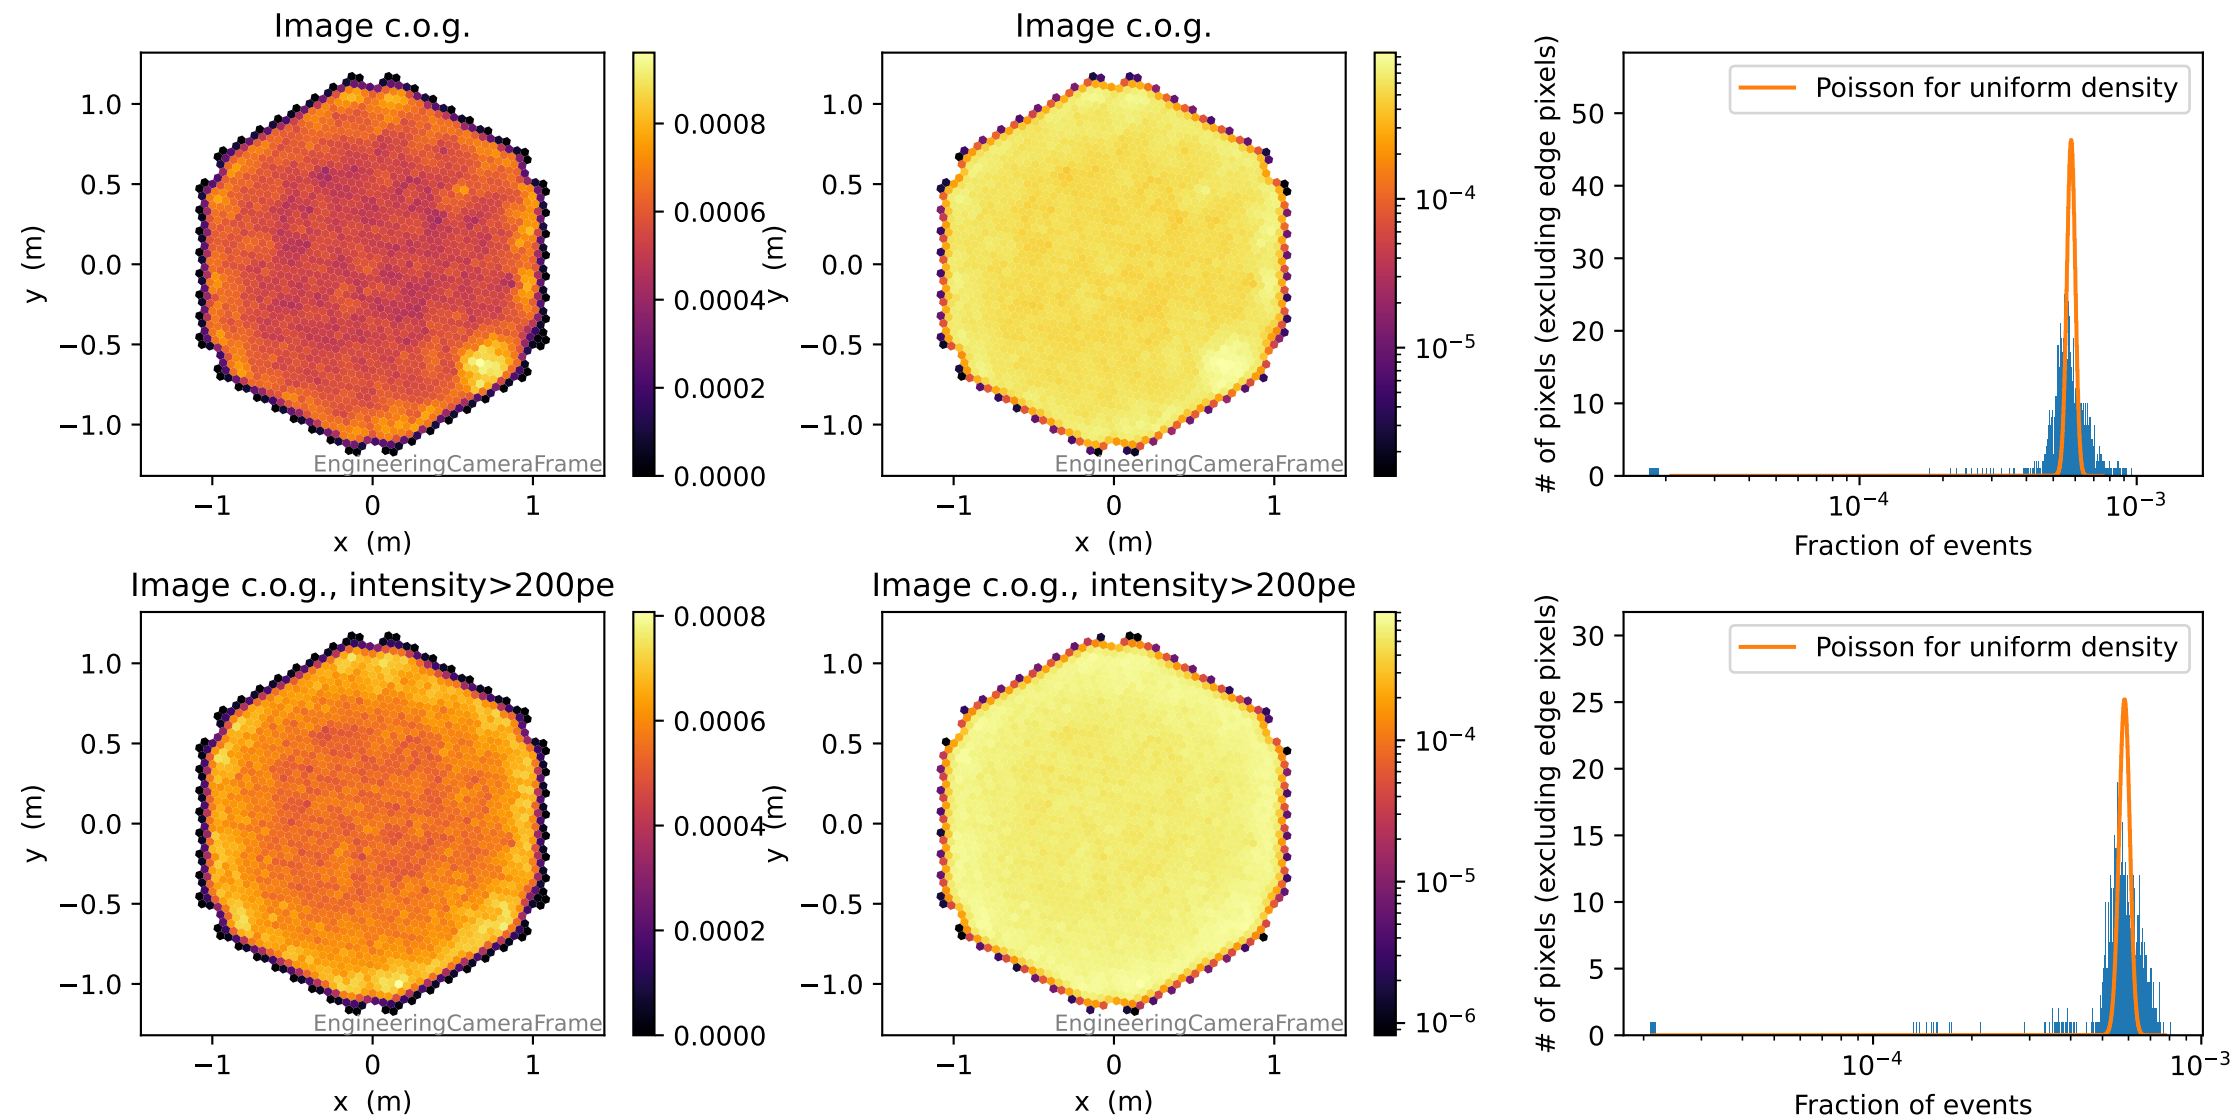 Image c.o.g.
y (m)
1.0
0.5
0.0
−0.5
−1.0
−1
0
1
x (m)
EngineeringCameraFrame
0.0008
0.0006
0.0004
0.0002
0.0000
Image c.o.g.
y (m)
1.0
0.5
0.0
−0.5
−1.0
−1
0
1
x (m)
EngineeringCameraFrame
10⁻⁴
10⁻⁵
# of pixels (excluding edge pixels)
50
40
30
20
10
0
Poisson for uniform density
10⁻⁴
10⁻³
Fraction of events
Image c.o.g., intensity>200pe
y (m)
1.0
0.5
0.0
−0.5
−1.0
−1
0
1
x (m)
EngineeringCameraFrame
0.0008
0.0006
0.0004
0.0002
0.0000
Image c.o.g., intensity>200pe
y (m)
1.0
0.5
0.0
−0.5
−1.0
−1
0
1
x (m)
EngineeringCameraFrame
10⁻⁴
10⁻⁵
10⁻⁶
# of pixels (excluding edge pixels)
30
25
20
15
10
5
0
Poisson for uniform density
10⁻⁴
10⁻³
Fraction of events